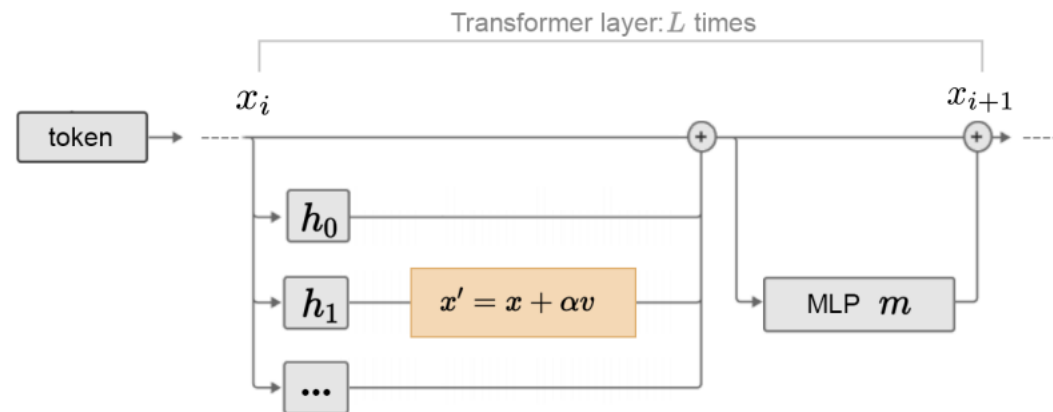 Transformer layer: L times
x_i
x_{i+1}
token
+
+
h_0
h_1
x' = x + αv
MLP m
...